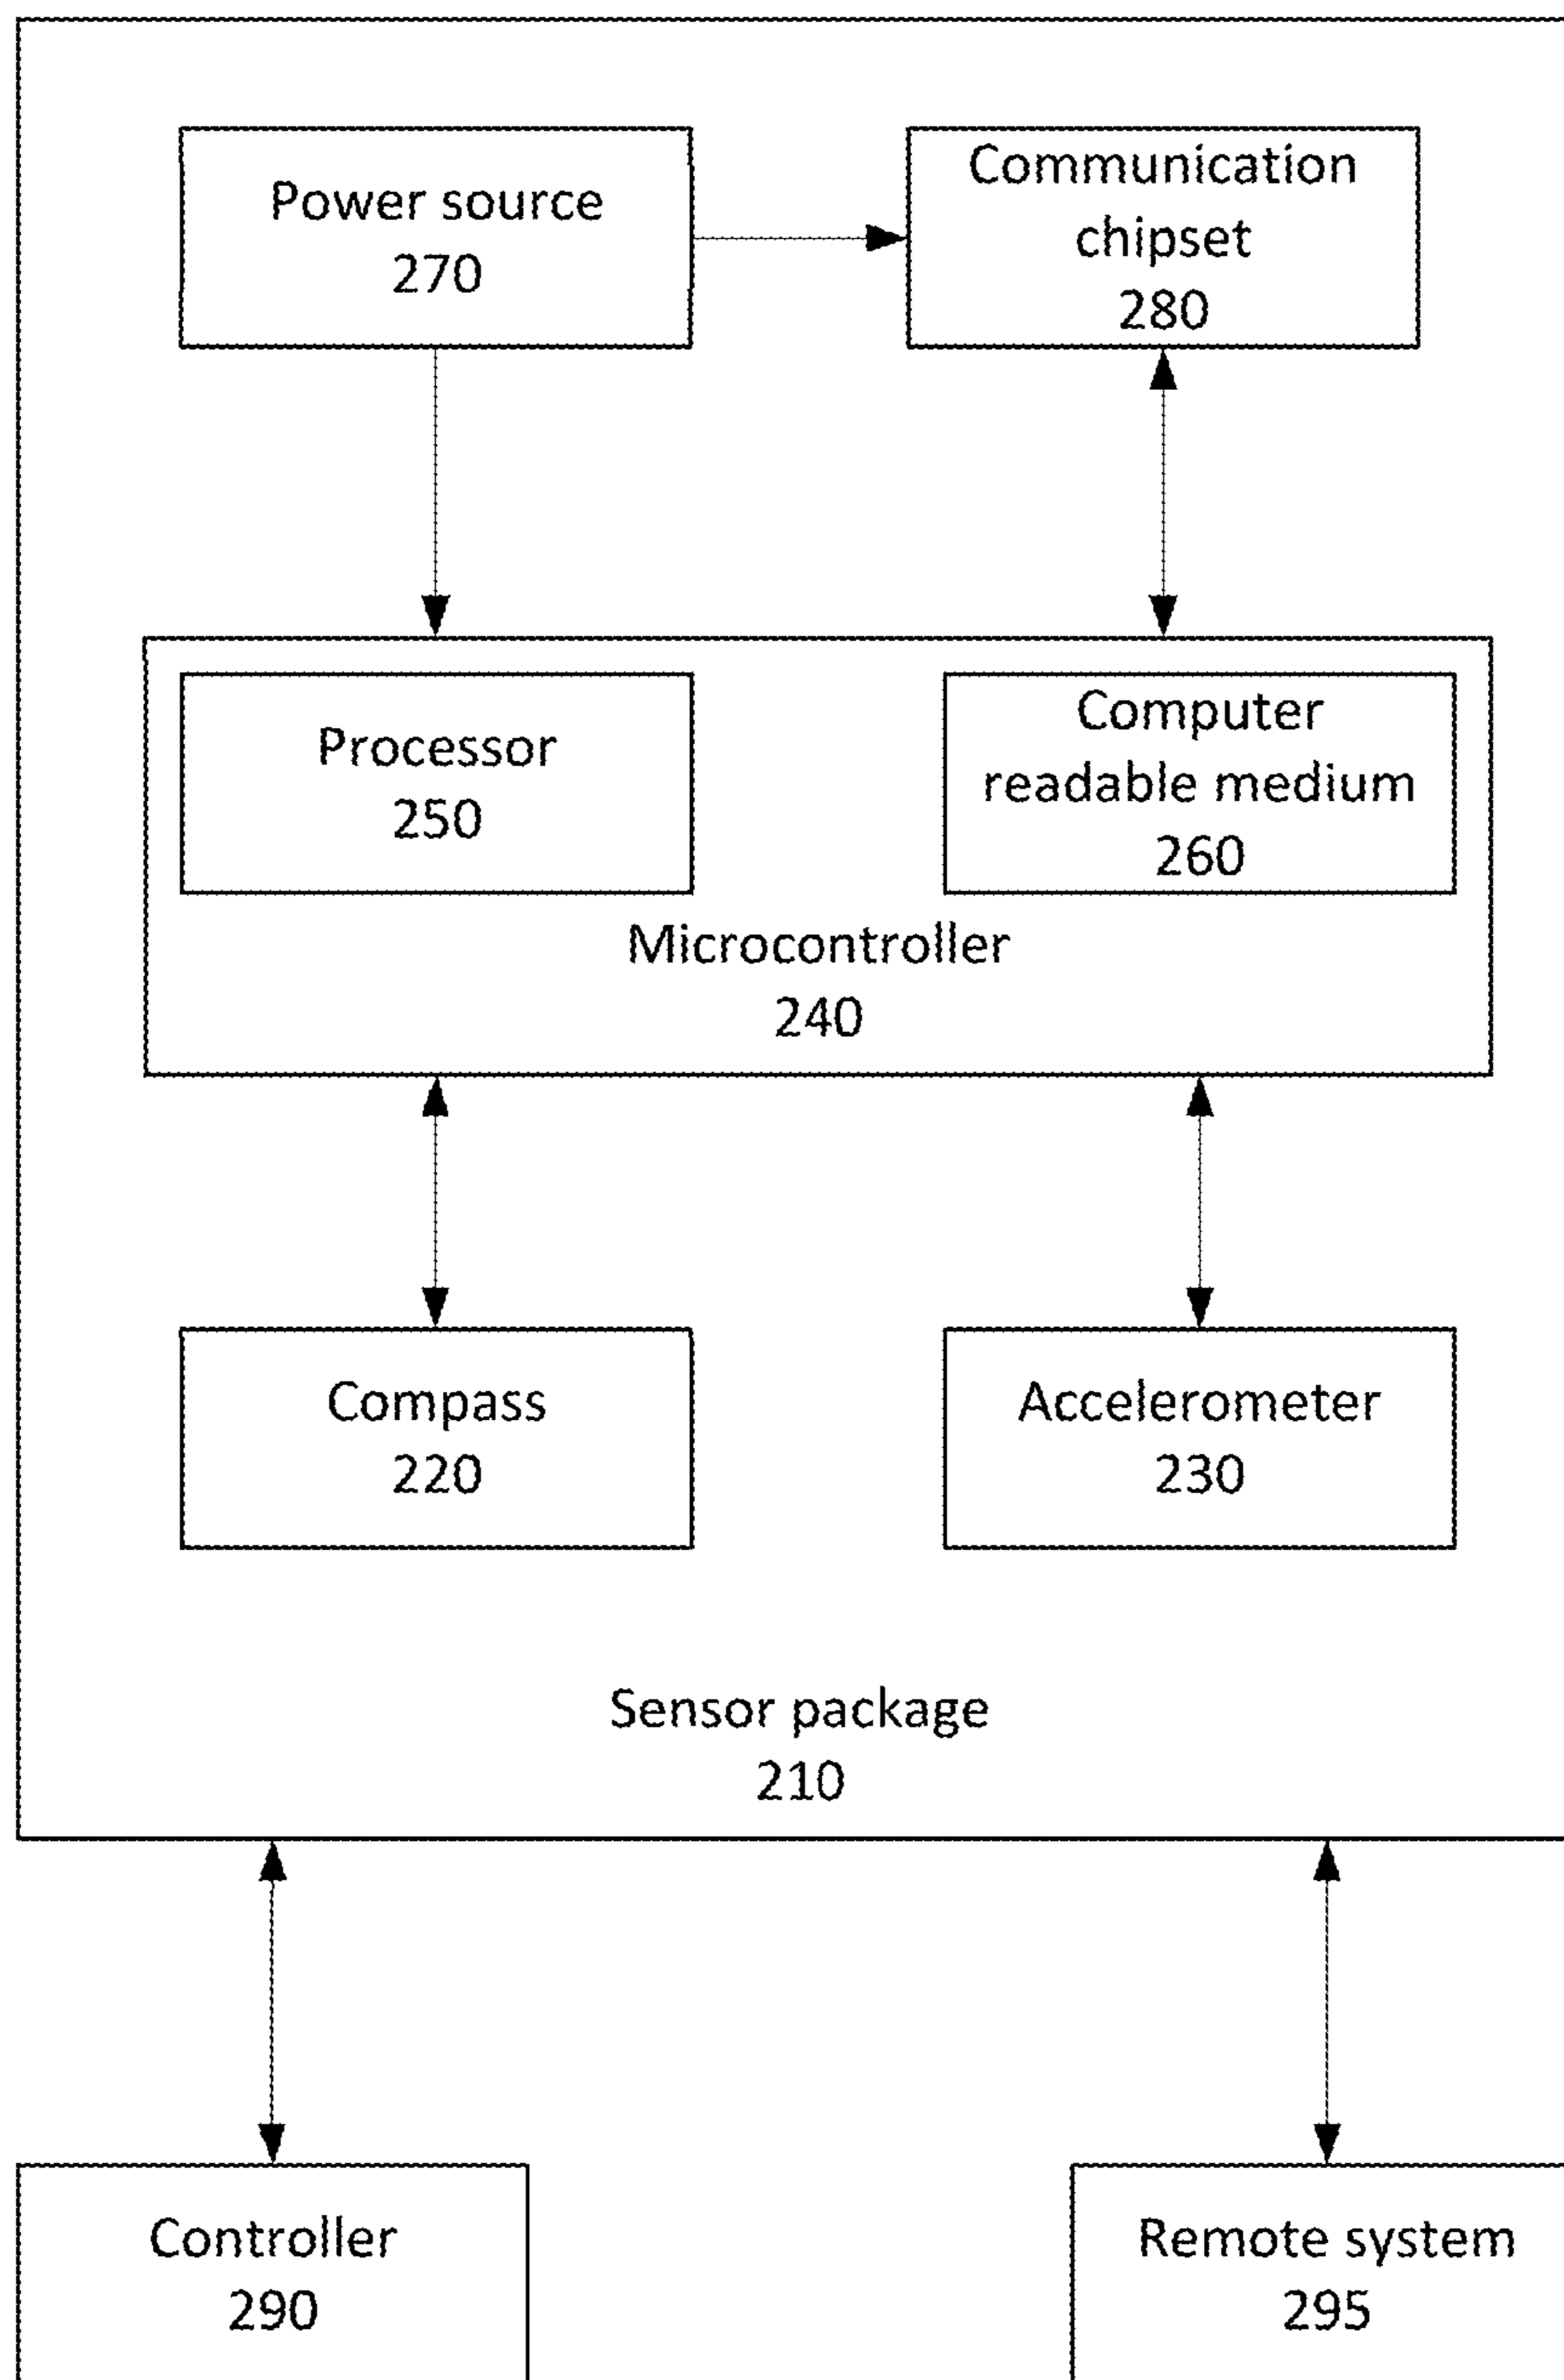 Power source
270
Communication
chipset
280
Processor
250
Computer
readable medium
260
Microcontroller
240
Compass
220
Accelerometer
230
Sensor package
210
Controller
290
Remote system
295